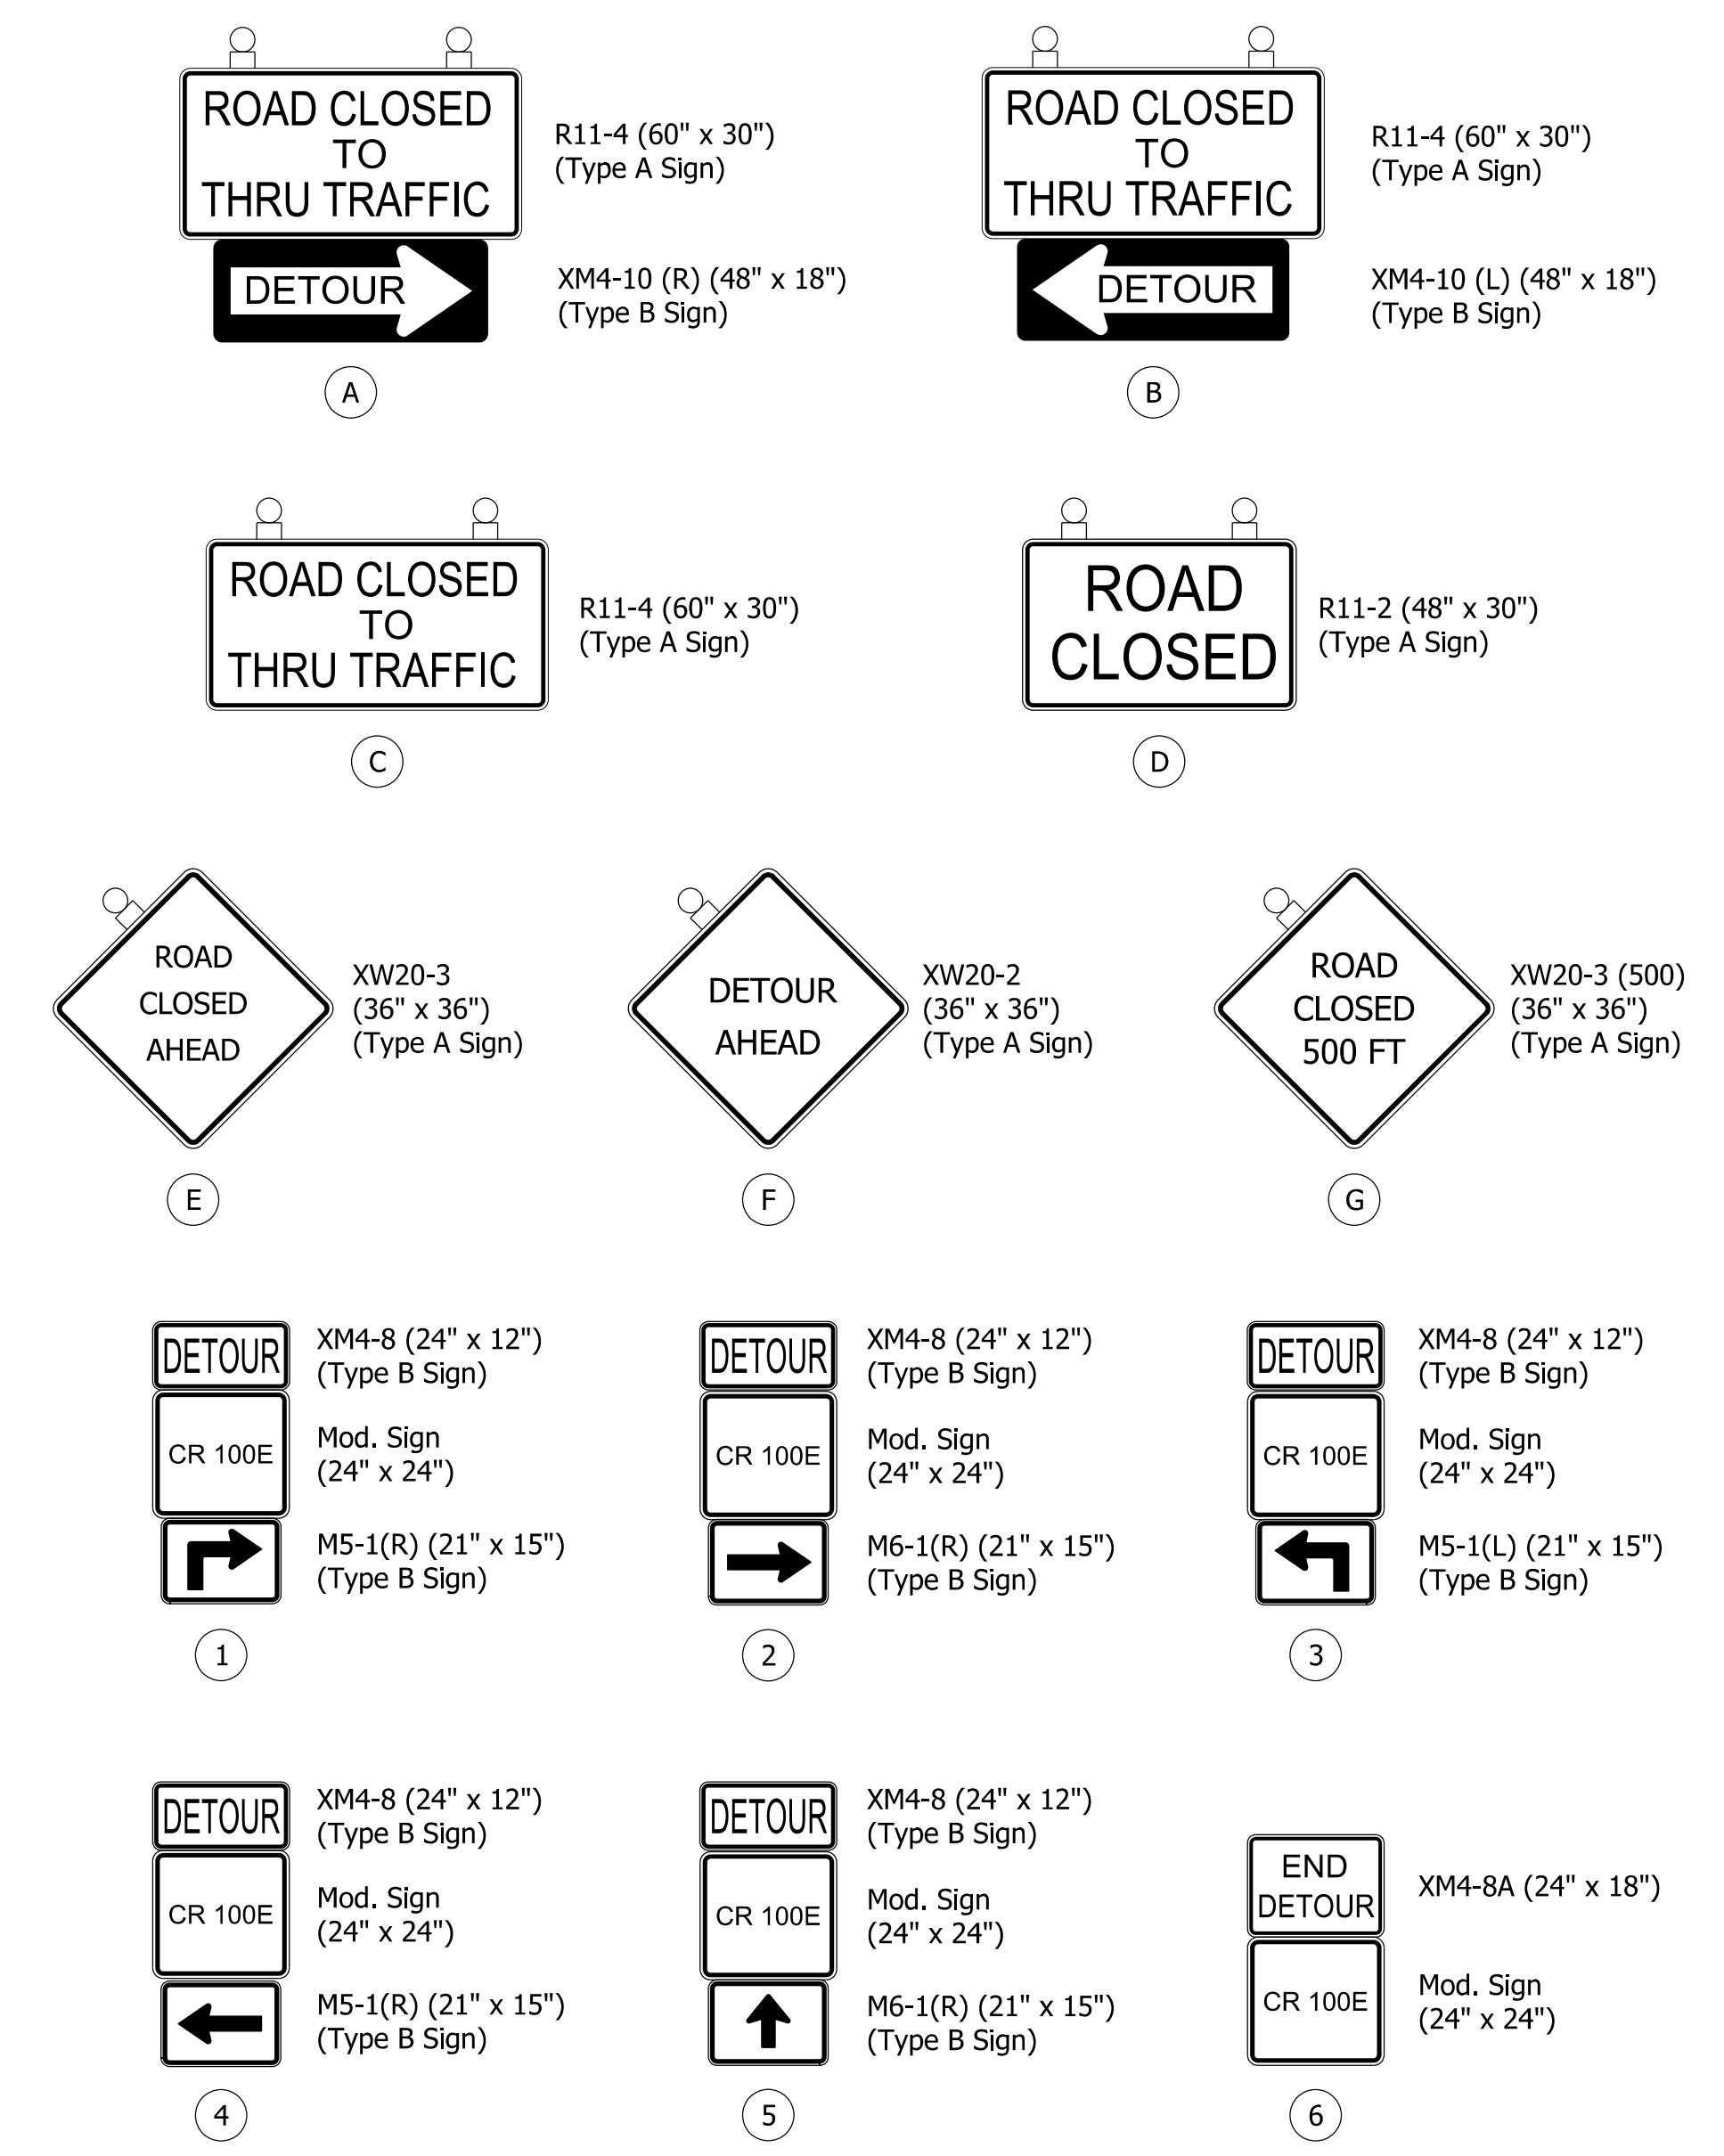 ROAD CLOSED
TO
THRU TRAFFIC
R11-4 (60" x 30")
(Type A Sign)
DETOUR
XM4-10 (R) (48" x 18")
(Type B Sign)
A
ROAD CLOSED
TO
THRU TRAFFIC
R11-4 (60" x 30")
(Type A Sign)
DETOUR
XM4-10 (L) (48" x 18")
(Type B Sign)
B
ROAD CLOSED
TO
THRU TRAFFIC
R11-4 (60" x 30")
(Type A Sign)
C
ROAD
CLOSED
R11-2 (48" x 30")
(Type A Sign)
D
ROAD
CLOSED
AHEAD
XW20-3
(36" x 36")
(Type A Sign)
E
DETOUR
AHEAD
XW20-2
(36" x 36")
(Type A Sign)
F
ROAD
CLOSED
500 FT
XW20-3 (500)
(36" x 36")
(Type A Sign)
G
DETOUR
XM4-8 (24" x 12")
(Type B Sign)
CR 100E
Mod. Sign
(24" x 24")
M5-1(R) (21" x 15")
(Type B Sign)
1
DETOUR
XM4-8 (24" x 12")
(Type B Sign)
CR 100E
Mod. Sign
(24" x 24")
M6-1(R) (21" x 15")
(Type B Sign)
2
DETOUR
XM4-8 (24" x 12")
(Type B Sign)
CR 100E
Mod. Sign
(24" x 24")
M5-1(L) (21" x 15")
(Type B Sign)
3
DETOUR
XM4-8 (24" x 12")
(Type B Sign)
CR 100E
Mod. Sign
(24" x 24")
M5-1(R) (21" x 15")
(Type B Sign)
4
DETOUR
XM4-8 (24" x 12")
(Type B Sign)
CR 100E
Mod. Sign
(24" x 24")
M6-1(R) (21" x 15")
(Type B Sign)
5
END
DETOUR
XM4-8A (24" x 18")
CR 100E
Mod. Sign
(24" x 24")
6